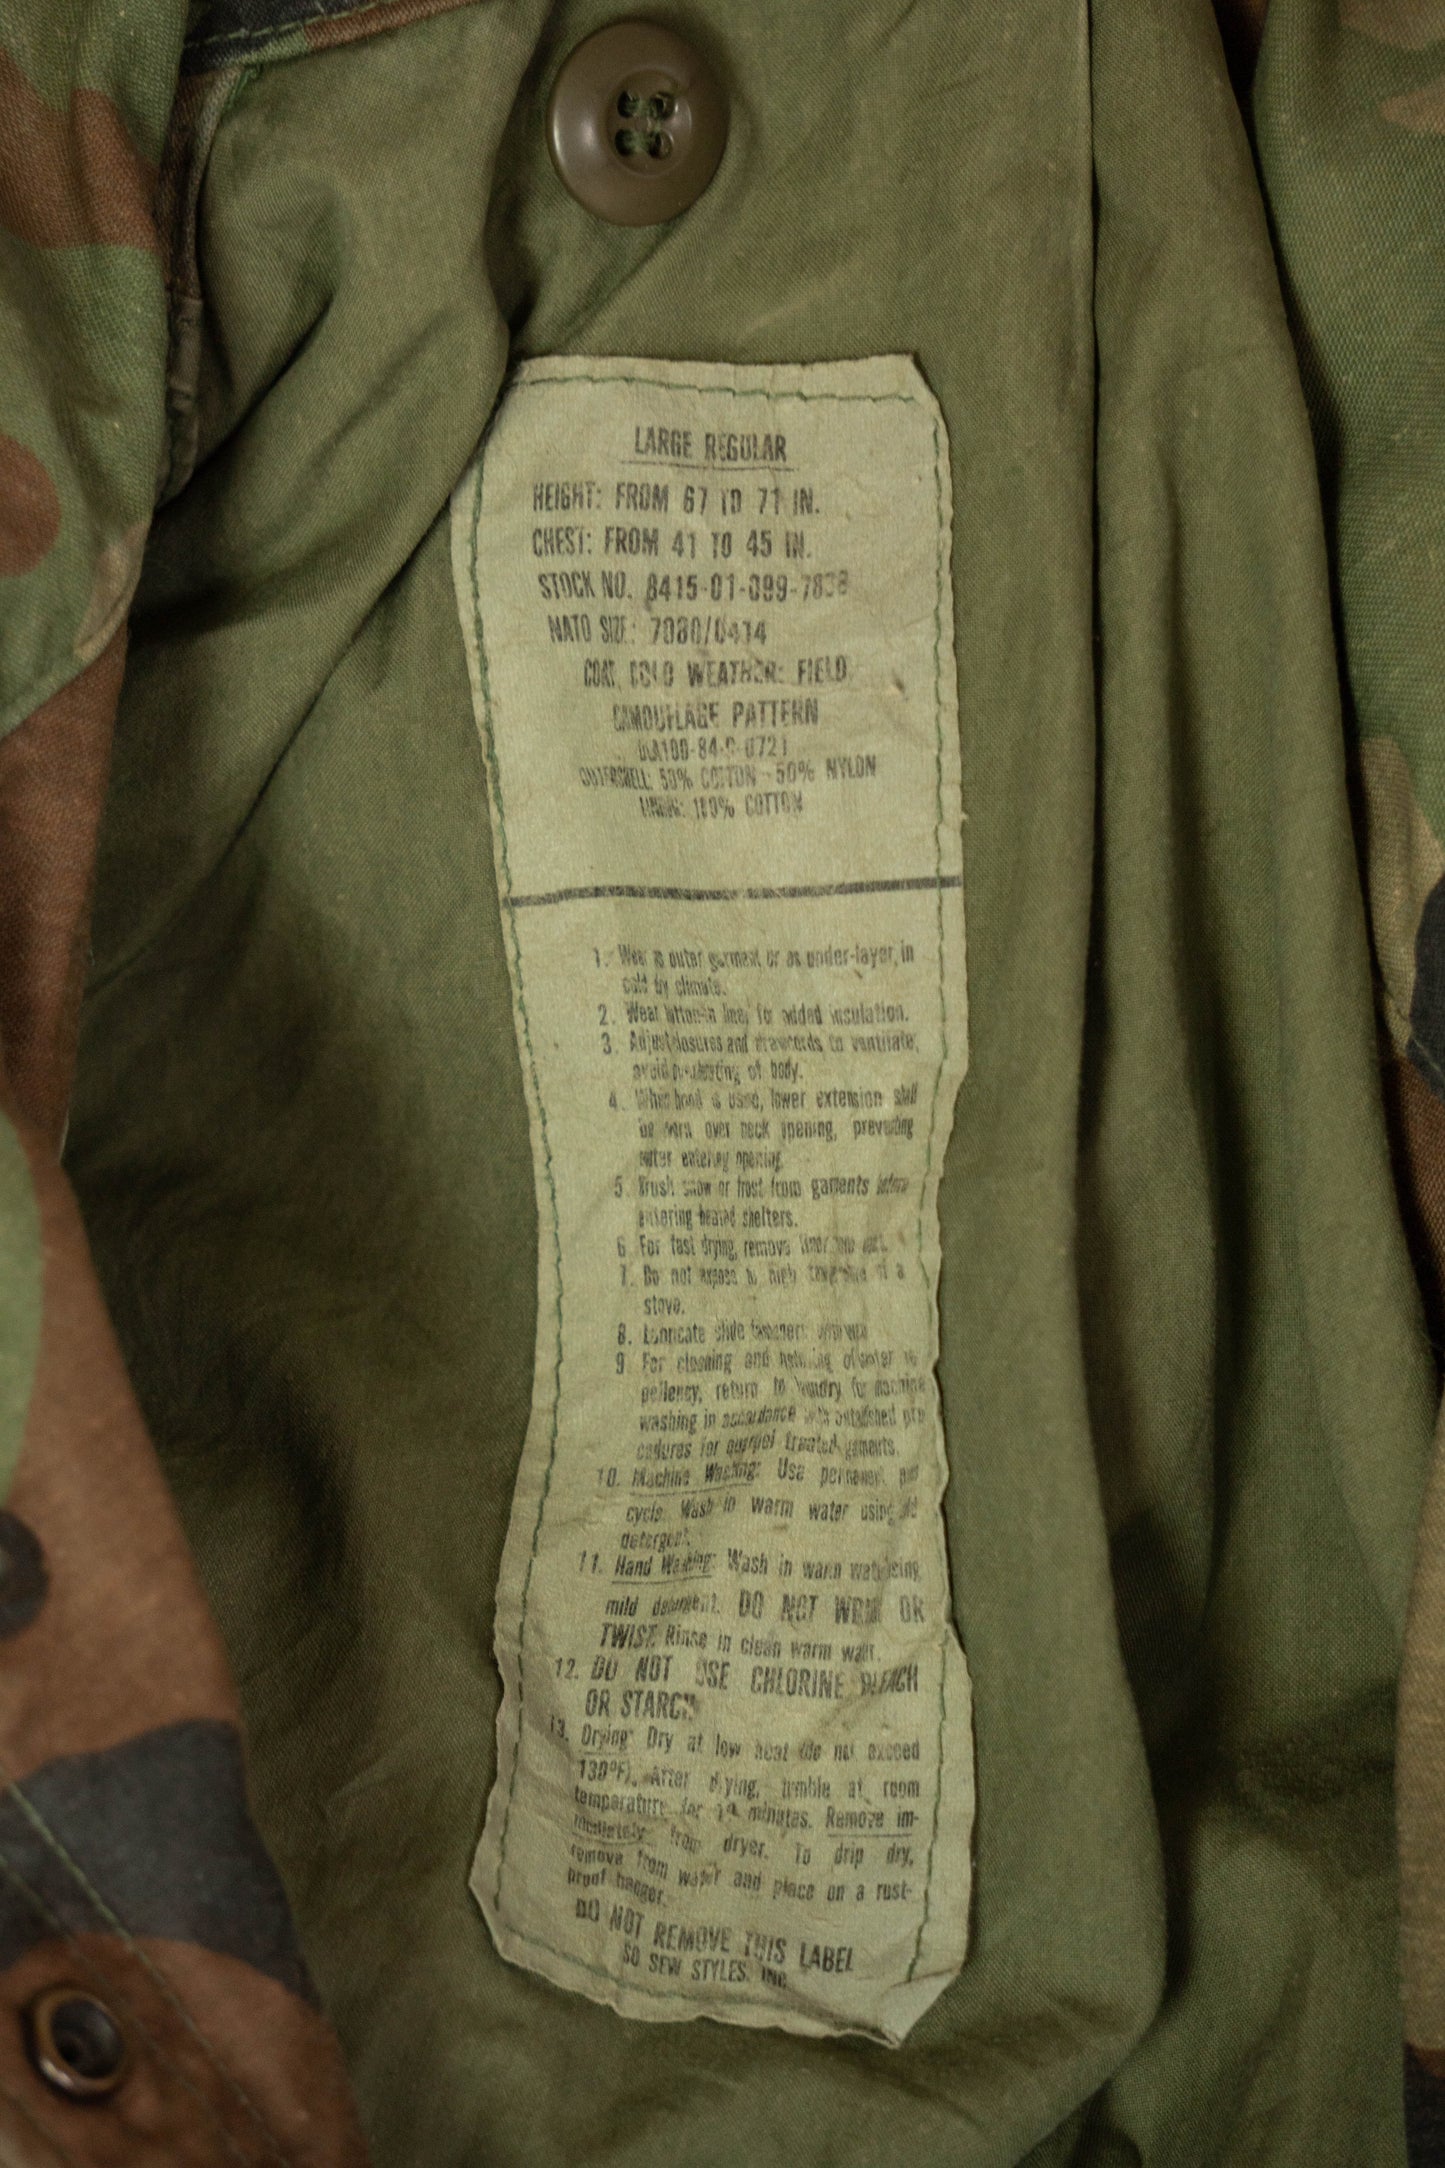 LARGE REGULAR
HEIGHT: FROM 67 TO 71 IN.
CHEST: FROM 41 TO 45 IN.
STOCK NO. 8415-01-099-7838
NATO SIZE: 7080/0414
COAT, COLD WEATHER: FIELD
CAMOUFLAGE PATTERN
DLA100-84-C-0721
OUTERSHELL: 50% COTTON - 50% NYLON
LINING: 100% COTTON
1. Wear as outer garment or as under-layer, in
cold dry climate.
2. Wear button-in liner for added insulation.
3. Adjust closures and drawcords to ventilate,
avoid overheating of body.
4. When hood is used, lower extension shall
be worn over neck opening, preventing
water entering opening.
5. Brush snow or frost from garments before
entering heated shelters.
6. For fast drying, remove liner
7. Do not expose to high temperature of a
stove.
8. Lubricate slide fasteners with wax
9 For cleaning and of water re-
pellency, return to laundry for machine
washing in accordance with established pro
cedures for quarpel treated garments.
10. Machine Washing: Use permanent
cycle. Wash in warm water using mild
detergent.
11. Hand Washing: Wash in warm water using
mild detergent. DO NOT WRING OR
TWIST. Rinse in clean warm water.
12. DO NOT USE CHLORINE BLEACH
OR STARCH
13. Drying: Dry at low heat (do not exceed
130°F). After drying, tumble at room
temperature for 10 minutes. Remove im-
mediately from dryer. To drip dry,
remove from water and place on a rust-
proof hanger.
DO NOT REMOVE THIS LABEL
SO SEW STYLES, INC.